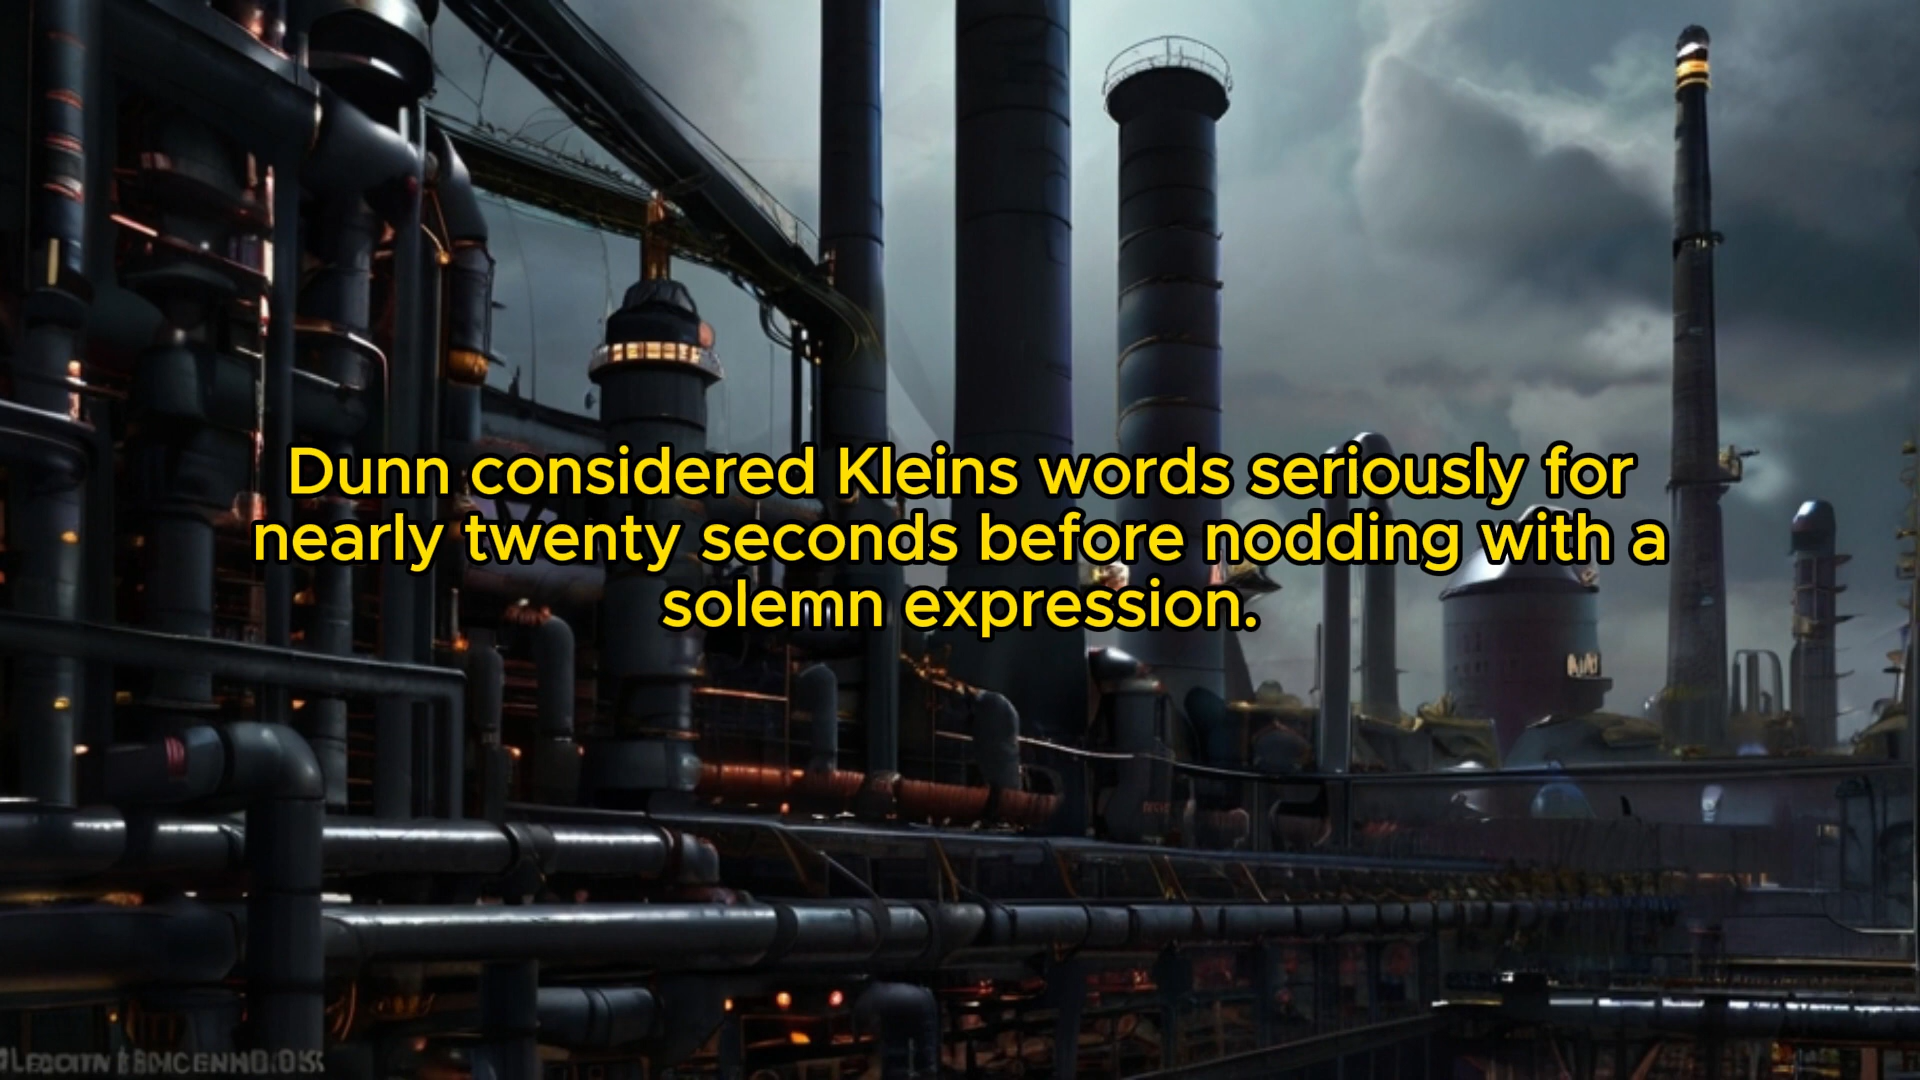 Dunn considered Kleins words seriously for
nearly twenty seconds before nodding with a
solemn expression.